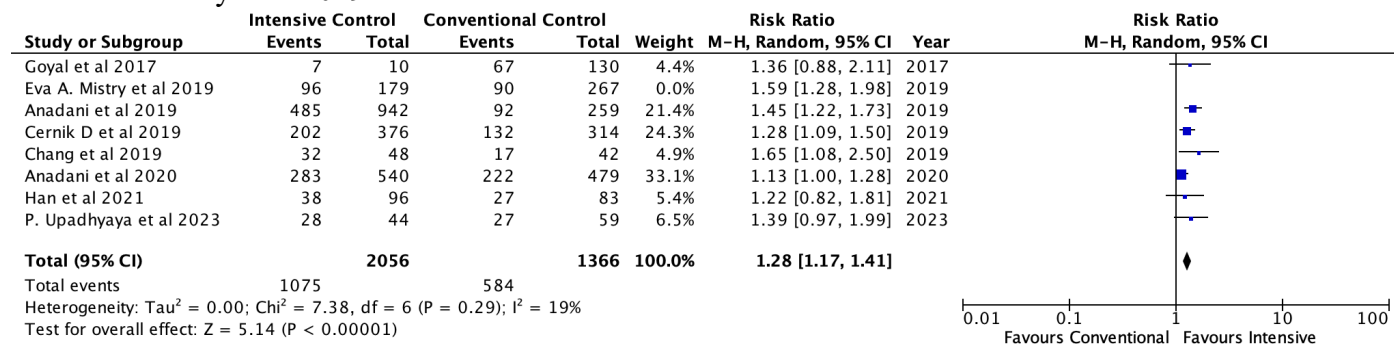 Intensive Control Conventional Control Risk Ratio Risk Ratio
Study or Subgroup Events Total Events Total Weight M-H, Random, 95% CI Year M-H, Random, 95% CI
Goyal et al 2017 7 10 67 130 4.4% 1.36 [0.88, 2.11] 2017
Eva A. Mistry et al 2019 96 179 90 267 0.0% 1.59 [1.28, 1.98] 2019
Anadani et al 2019 485 942 92 259 21.4% 1.45 [1.22, 1.73] 2019
Cernik D et al 2019 202 376 132 314 24.3% 1.28 [1.09, 1.50] 2019
Chang et al 2019 32 48 17 42 4.9% 1.65 [1.08, 2.50] 2019
Anadani et al 2020 283 540 222 479 33.1% 1.13 [1.00, 1.28] 2020
Han et al 2021 38 96 27 83 5.4% 1.22 [0.82, 1.81] 2021
P. Upadhyaya et al 2023 28 44 27 59 6.5% 1.39 [0.97, 1.99] 2023
Total (95% CI) 2056 1366 100.0% 1.28 [1.17, 1.41]
Total events 1075 584
Heterogeneity: Tau² = 0.00; Chi² = 7.38, df = 6 (P = 0.29); I² = 19%
Test for overall effect: Z = 5.14 (P < 0.00001)
0.01 0.1 1 10 100
Favours Conventional Favours Intensive